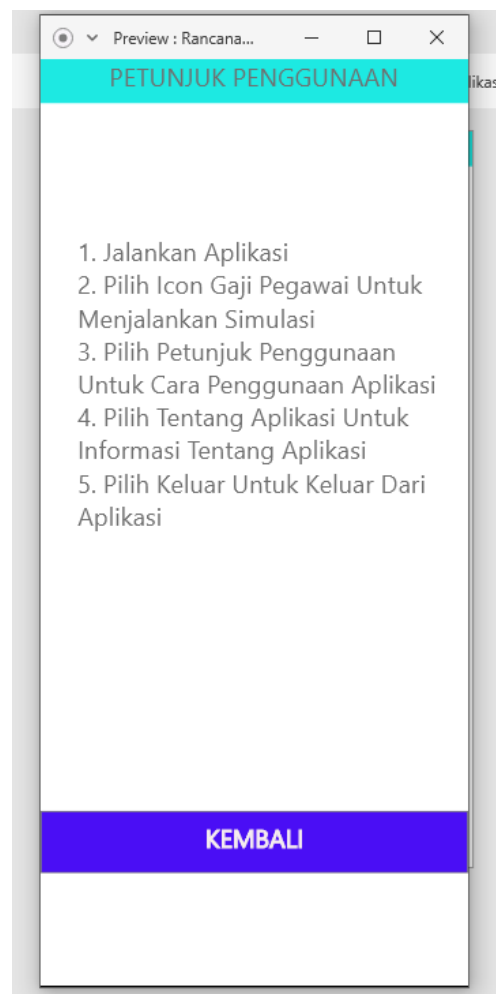 Preview : Rancana...
PETUNJUK PENGGUNAAN
likas
1. Jalankan Aplikasi
2. Pilih Icon Gaji Pegawai Untuk
Menjalankan Simulasi
3. Pilih Petunjuk Penggunaan
Untuk Cara Penggunaan Aplikasi
4. Pilih Tentang Aplikasi Untuk
Informasi Tentang Aplikasi
5. Pilih Keluar Untuk Keluar Dari
Aplikasi
KEMBALI